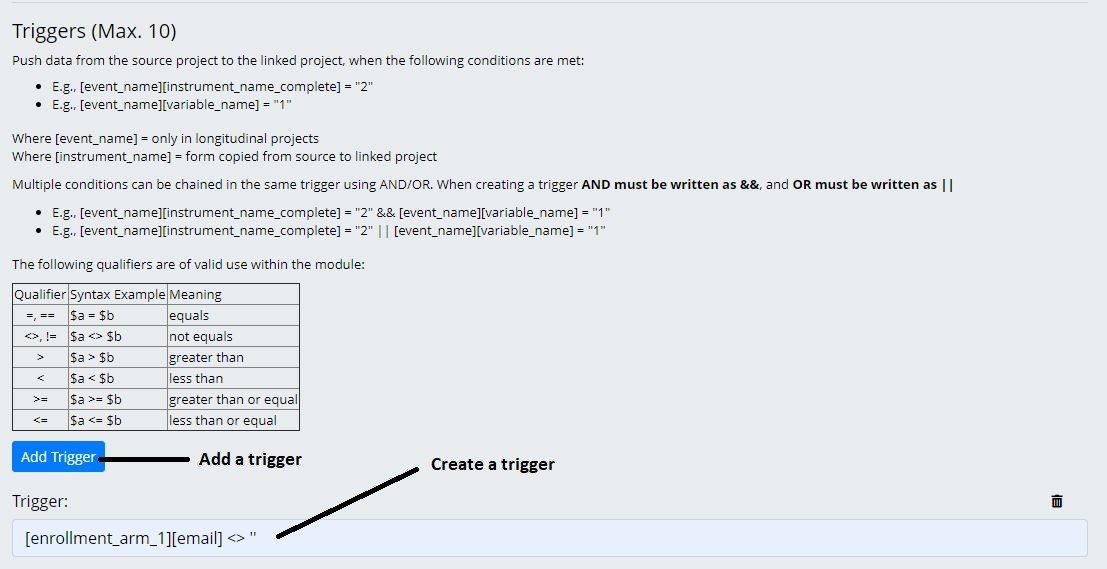 Triggers (Max. 10)
Push data from the source project to the linked project, when the following conditions are met:
• E.g., [event_name][instrument_name_complete] = "2"
• E.g., [event_name][variable_name] = "1"
Where [event_name] = only in longitudinal projects
Where [instrument_name] = form copied from source to linked project
Multiple conditions can be chained in the same trigger using AND/OR. When creating a trigger AND must be written as &&, and OR must be written as ||
• E.g., [event_name][instrument_name_complete] = "2" && [event_name][variable_name] = "1"
• E.g., [event_name][instrument_name_complete] = "2" || [event_name][variable_name] = "1"
The following qualifiers are of valid use within the module:
Qualifier Syntax Example Meaning
=, == $a = $b equals
<>, != $a <> $b not equals
> $a > $b greater than
< $a < $b less than
>= $a >= $b greater than or equal
<= $a <= $b less than or equal
Add Trigger Add a trigger
Create a trigger
Trigger:
[enrollment_arm_1][email] <> ''